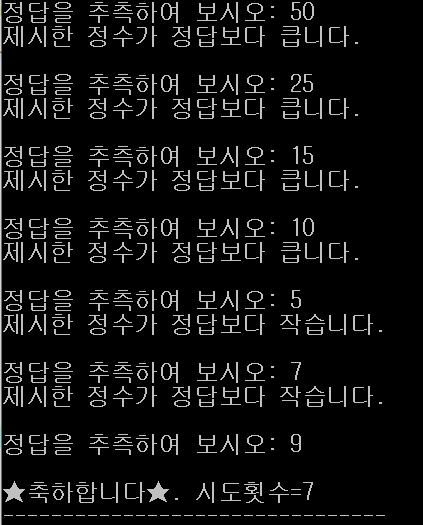 정답을 추측하여 보시오: 50
제시한 정수가 정답보다 큽니다.
정답을 추측하여 보시오: 25
제시한 정수가 정답보다 큽니다.
정답을 추측하여 보시오: 15
제시한 정수가 정답보다 큽니다.
정답을 추측하여 보시오: 10
제시한 정수가 정답보다 큽니다.
정답을 추측하여 보시오: 5
제시한 정수가 정답보다 작습니다.
정답을 추측하여 보시오: 7
제시한 정수가 정답보다 작습니다.
정답을 추측하여 보시오: 9
★축하합니다★. 시도횟수=7
--------------------------------